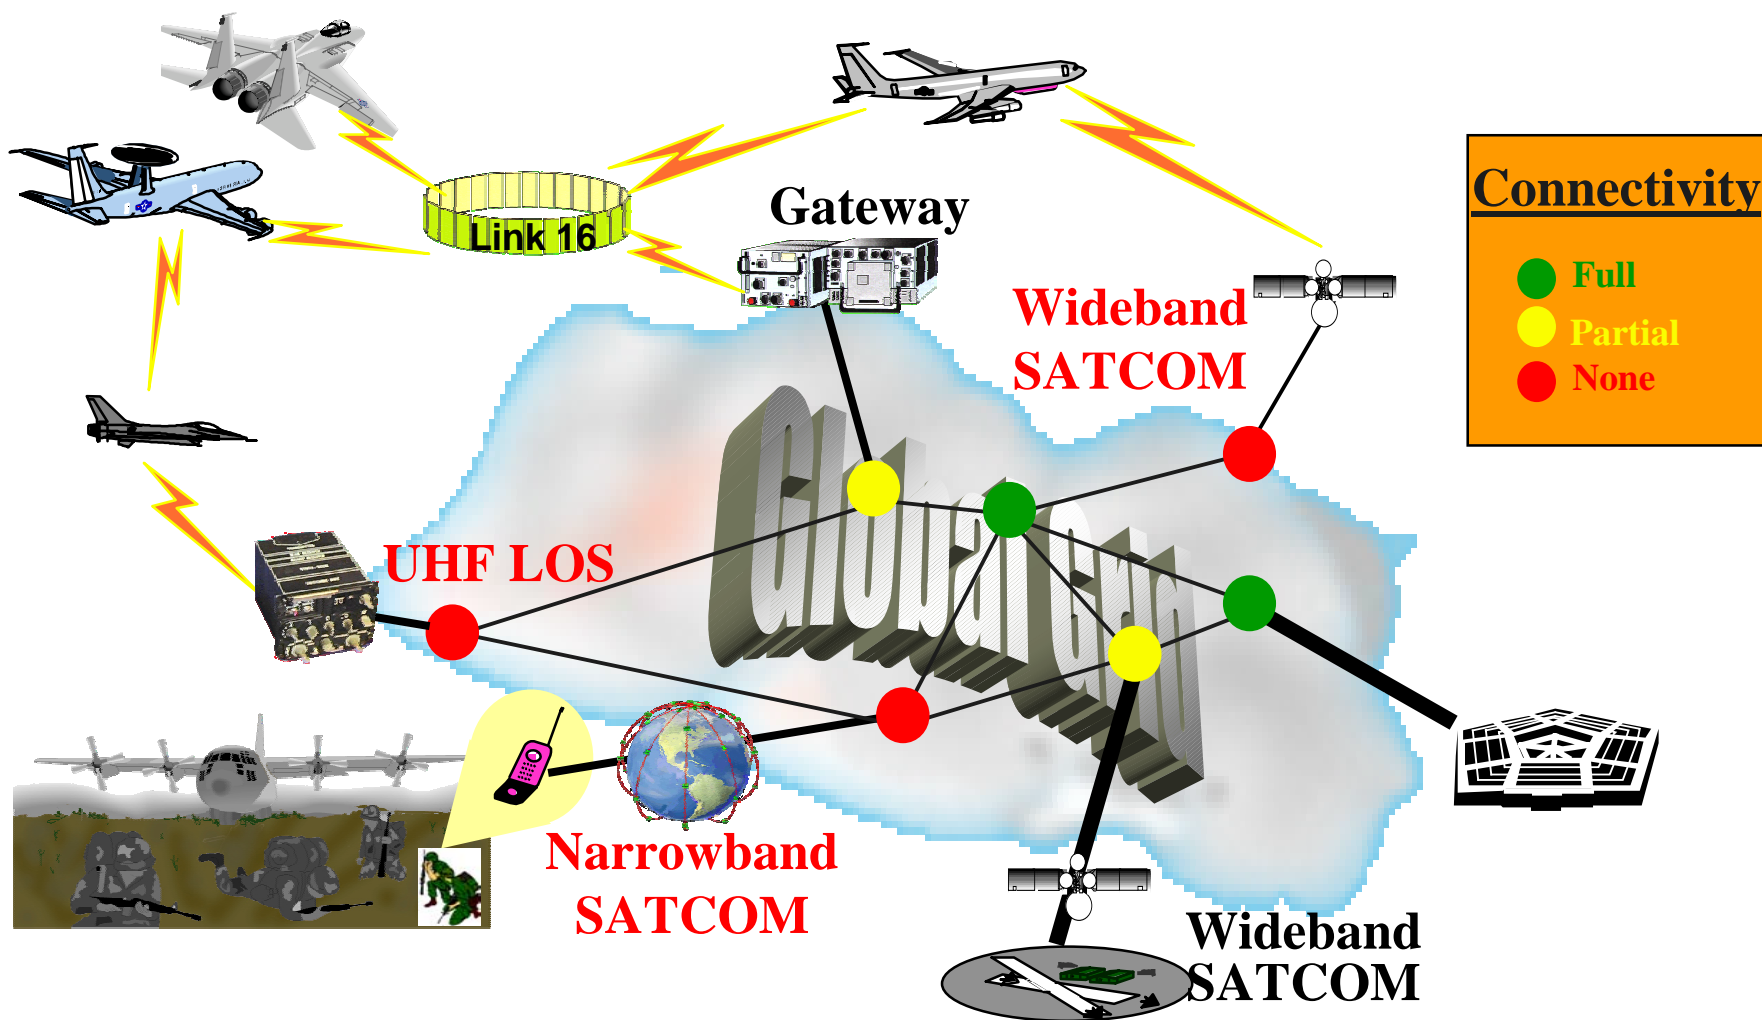 Link 16
Gateway
Wideband
SATCOM
Connectivity
Full
Partial
None
Global Grid
UHF LOS
Narrowband
SATCOM
Wideband
SATCOM